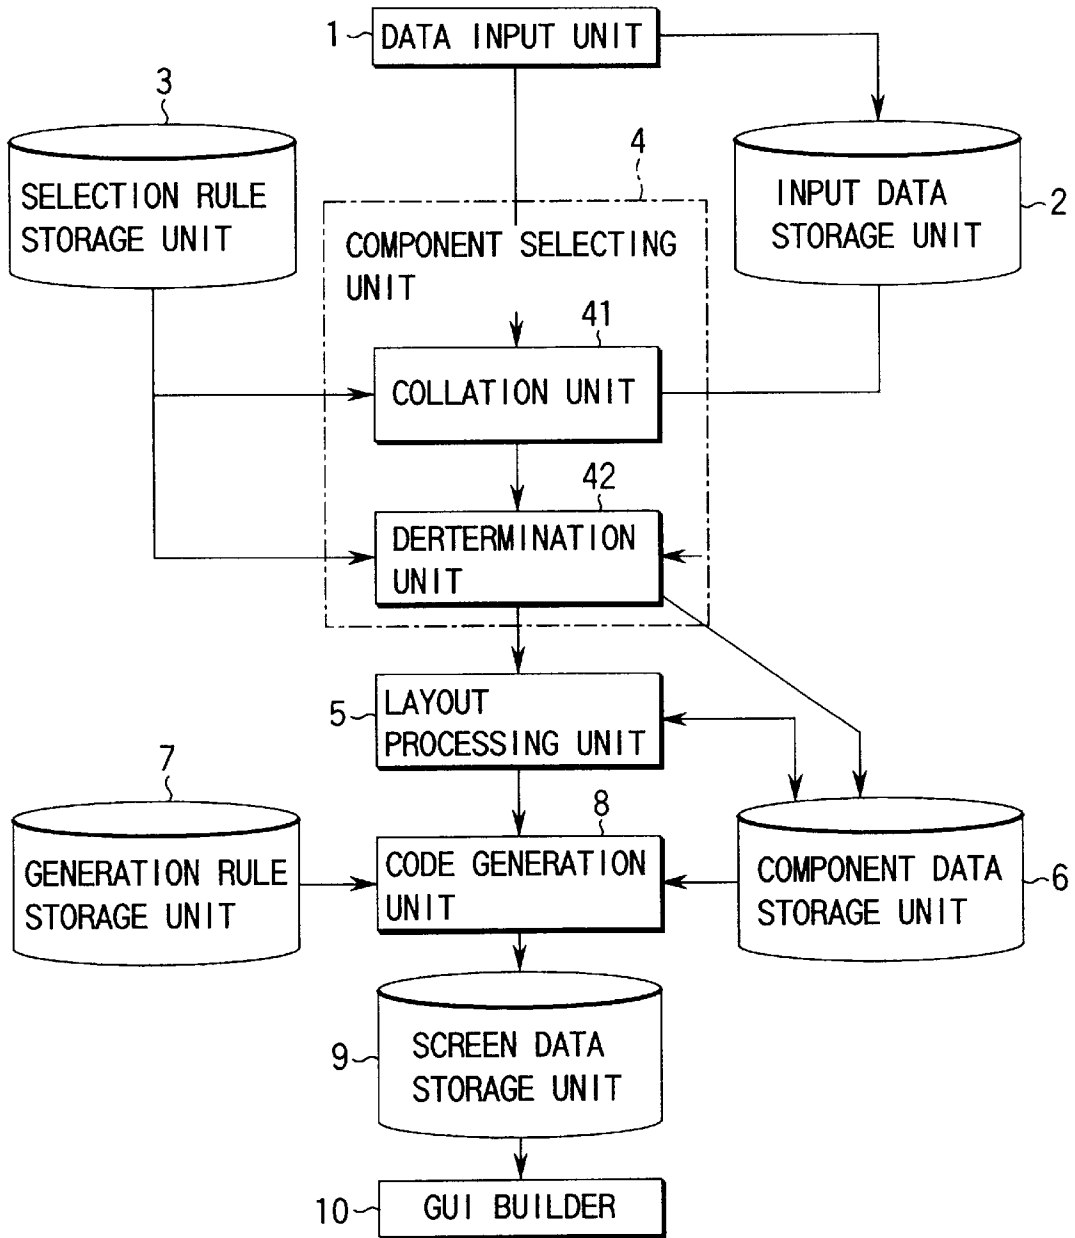 1
DATA INPUT UNIT
3
SELECTION RULE
STORAGE UNIT
4
INPUT DATA
STORAGE UNIT
2
COMPONENT SELECTING
UNIT
41
COLLATION UNIT
42
DERTERMINATION
UNIT
5
LAYOUT
PROCESSING UNIT
7
GENERATION RULE
STORAGE UNIT
8
CODE GENERATION
UNIT
COMPONENT DATA
STORAGE UNIT
6
9
SCREEN DATA
STORAGE UNIT
10
GUI BUILDER